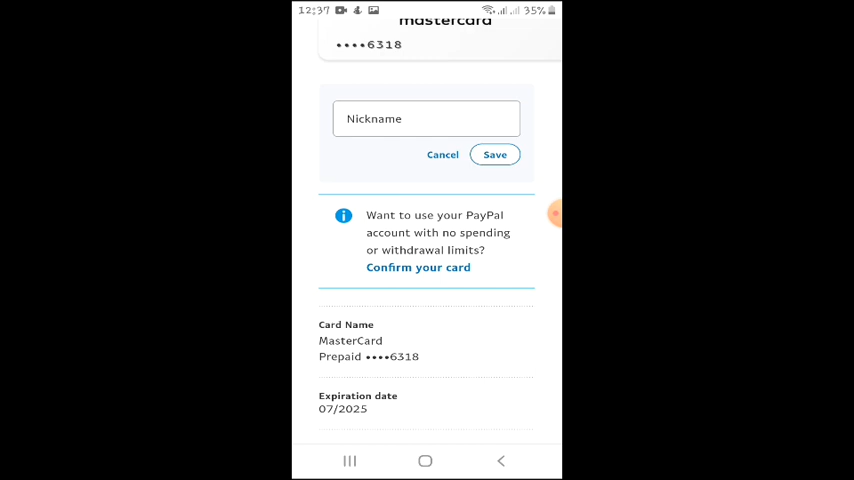 12:37 35%
mastercard
••••6318
Nickname
Cancel Save
Want to use your PayPal
account with no spending
or withdrawal limits?
Confirm your card
Card Name
MasterCard
Prepaid ••••6318
Expiration date
07/2025